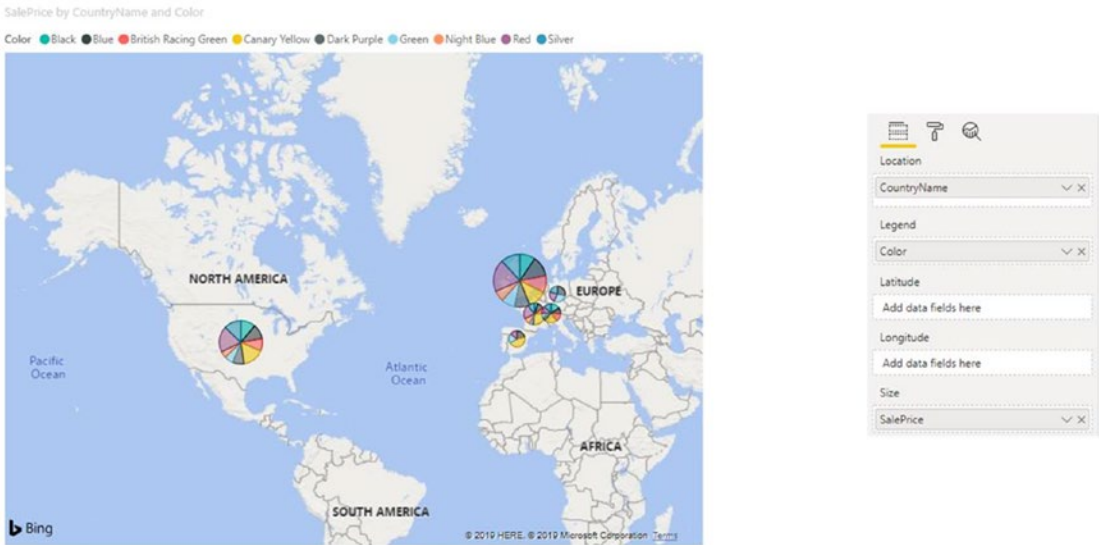 SalePrice by CountryName and Color
Color Black Blue British Racing Green Canary Yellow Dark Purple Green Night Blue Red Silver
NORTH AMERICA
EUROPE
Pacific
Ocean
Atlantic
Ocean
AFRICA
SOUTH AMERICA
Bing
© 2019 HERE, © 2019 Microsoft Corporation Terms
Location
CountryName
Legend
Color
Latitude
Add data fields here
Longitude
Add data fields here
Size
SalePrice